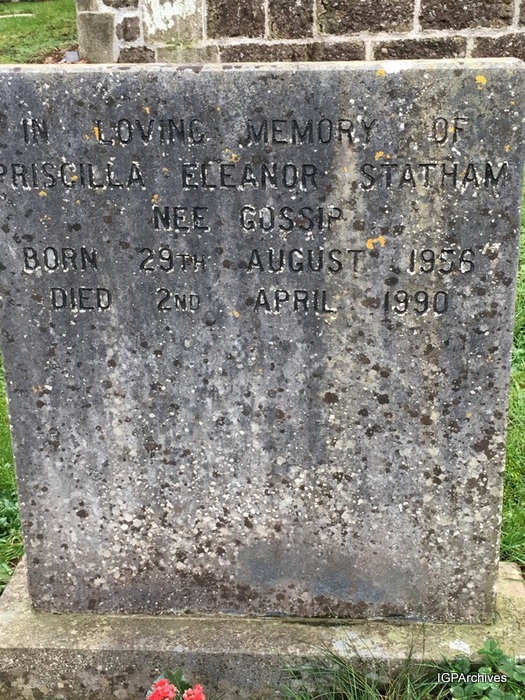 IN LOVING MEMORY OF
PRISCILLA ELEANOR STATHAM
NEE GOSSIP
BORN 29TH AUGUST 1956
DIED 2ND APRIL 1990
IGPArchives